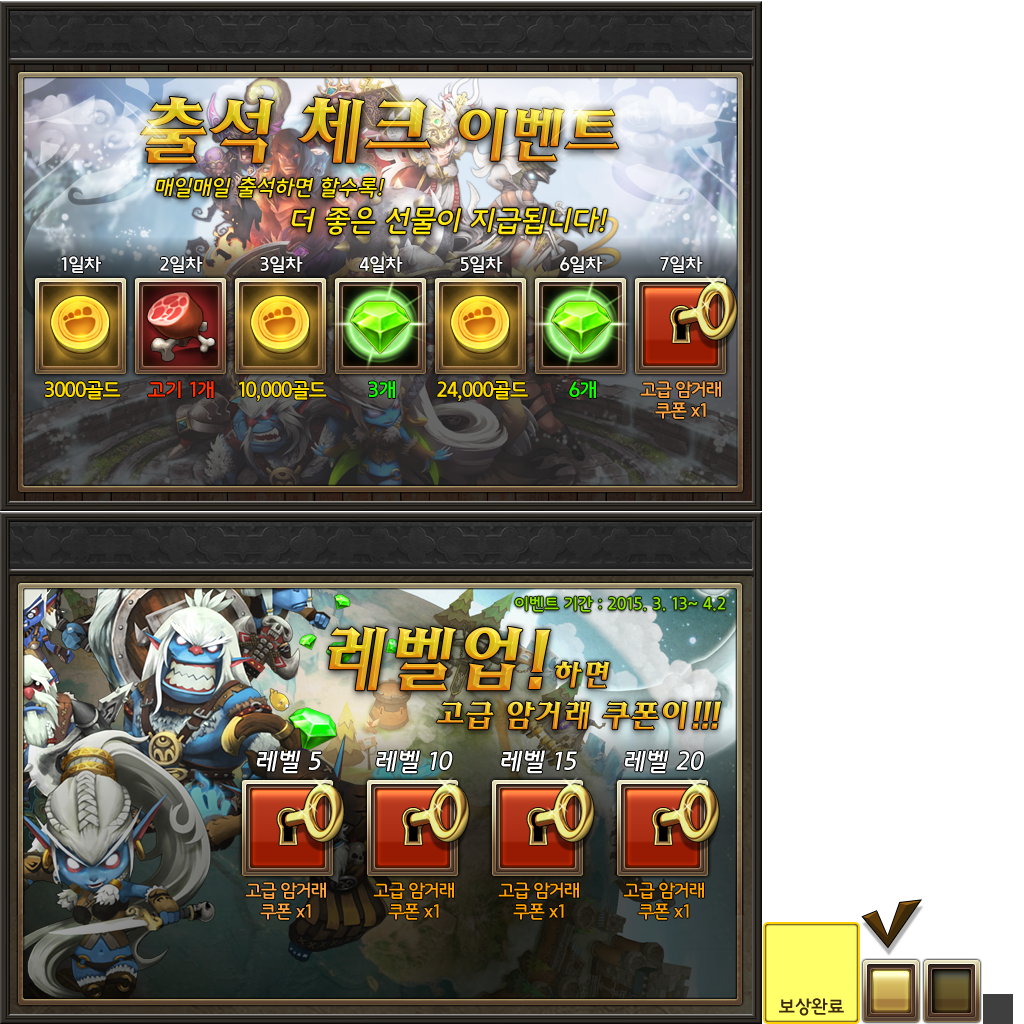 출석 체크 이벤트
매일매일 출석하면 할수록!
더 좋은 선물이 지급됩니다!
1일차 2일차 3일차 4일차 5일차 6일차 7일차
3000골드 고기 1개 10,000골드 3개 24,000골드 6개 고급 암거래
쿠폰 x1
이벤트 기간 : 2015. 3. 13~ 4.2
레벨업! 하면
고급 암거래 쿠폰이!!!
레벨 5 레벨 10 레벨 15 레벨 20
고급 암거래 고급 암거래 고급 암거래 고급 암거래
쿠폰 x1 쿠폰 x1 쿠폰 x1 쿠폰 x1
보상완료